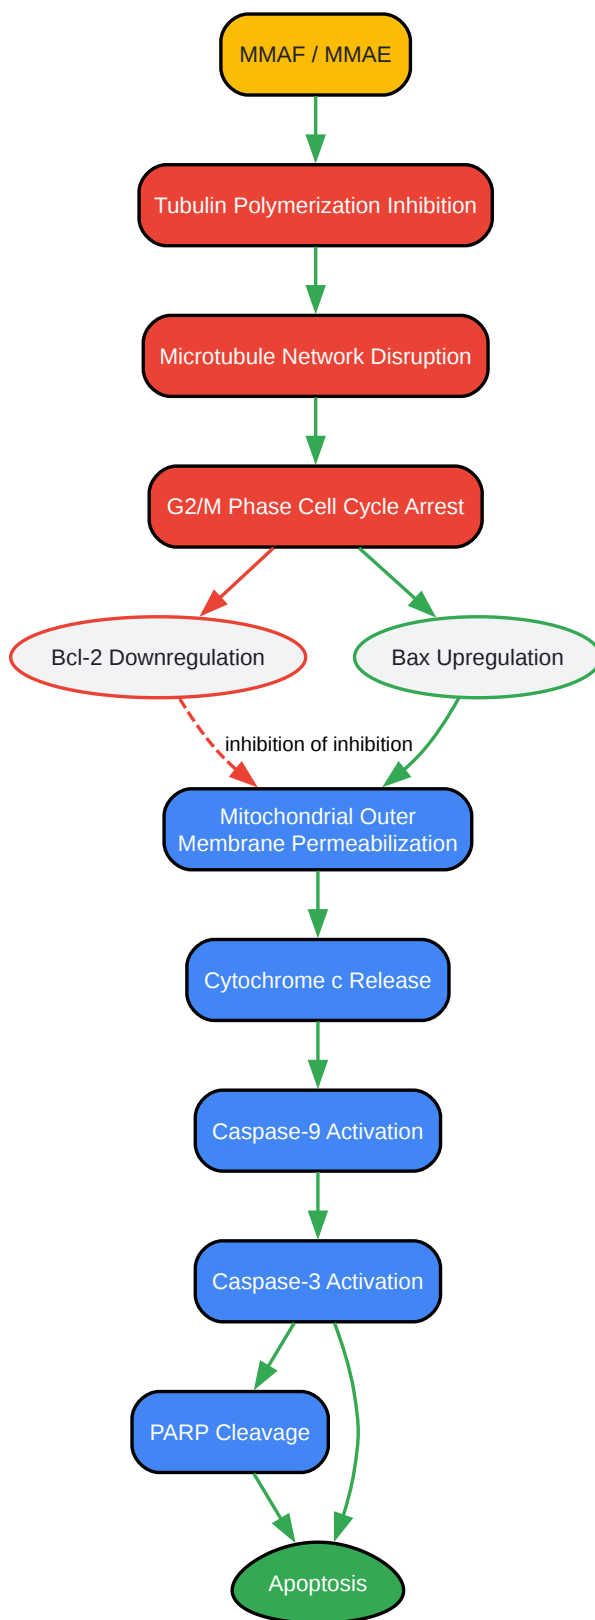 MMAF / MMAE
Tubulin Polymerization Inhibition
Microtubule Network Disruption
G2/M Phase Cell Cycle Arrest
Bcl-2 Downregulation
Bax Upregulation
inhibition of inhibition
Mitochondrial Outer
Membrane Permeabilization
Cytochrome c Release
Caspase-9 Activation
Caspase-3 Activation
PARP Cleavage
Apoptosis